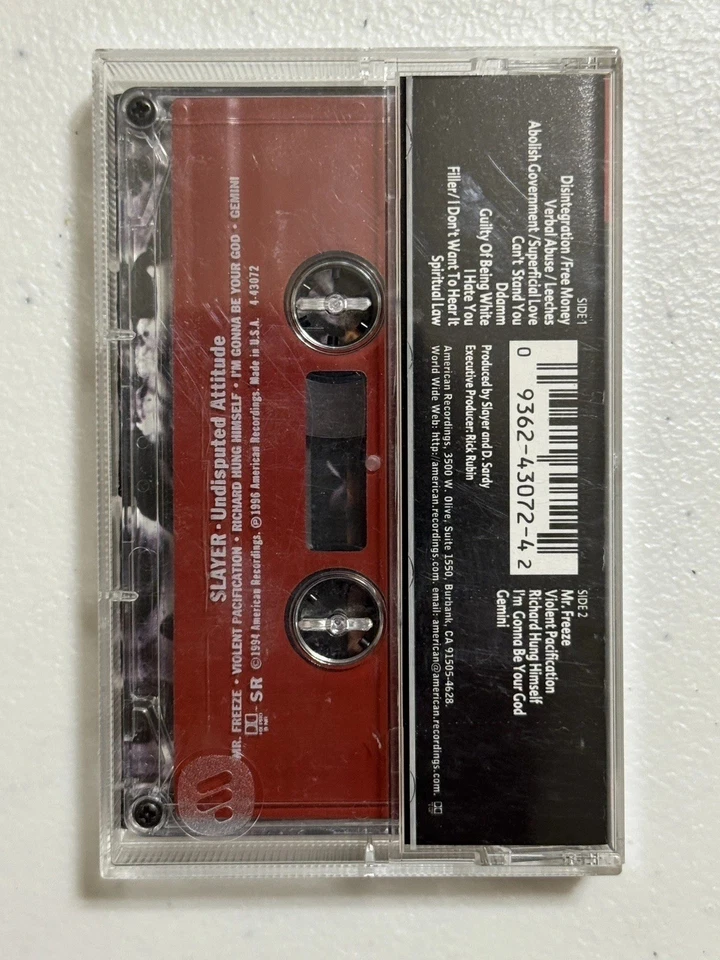 SIDE 1
Disintegration / Free Money
Verbal Abuse / Leeches
Abolish Government / Superficial Love
Can't Stand You
Ddamm
Guilty Of Being White
I Hate You
Filler / I Don't Want To Hear It
Spiritual Law
0 9362-43072-4 2
Produced by Slayer and D. Sardy
Executive Producer: Rick Rubin
American Recordings, 3500 W. Olive, Suite 1550, Burbank, CA 91505-4628.
World Wide Web: http:/american.recordings.com. email: american@american.recordings.com.
SIDE 2
Mr. Freeze
Violent Pacification
Richard Hung Himself
I'm Gonna Be Your God
Gemini
SLAYER • Undisputed Attitude
MR. FREEZE • VIOLENT PACIFICATION • RICHARD HUNG HIMSELF • I'M GONNA BE YOUR GOD • GEMINI
SR ©1994 American Recordings. ℗1996 American Recordings. Made in U.S.A. 4-43072